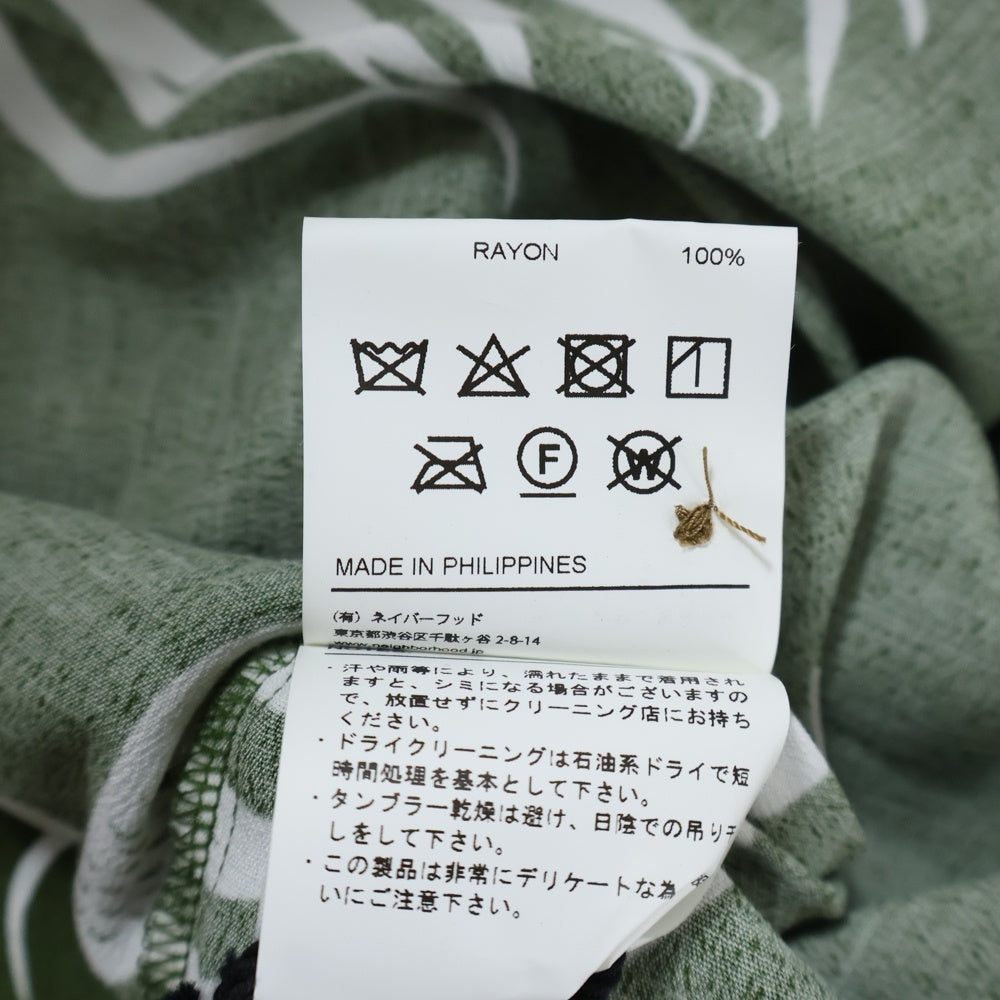 RAYON 100%
F
W
MADE IN PHILIPPINES
(有) ネイバーフッド
東京都渋谷区千駄ヶ谷 2-8-14
www.neighborhood.jp
・汗や雨等により、濡れたままで着用され
ますと、シミになる場合がございますの
で、放置せずにクリーニング店にお持ち
ください。
・ドライクリーニングは石油系ドライで短
時間処理を基本として下さい。
・タンブラー乾燥は避け、日陰での吊り干
しをして下さい。
・この製品は非常にデリケートな為
いにご注意下さい。